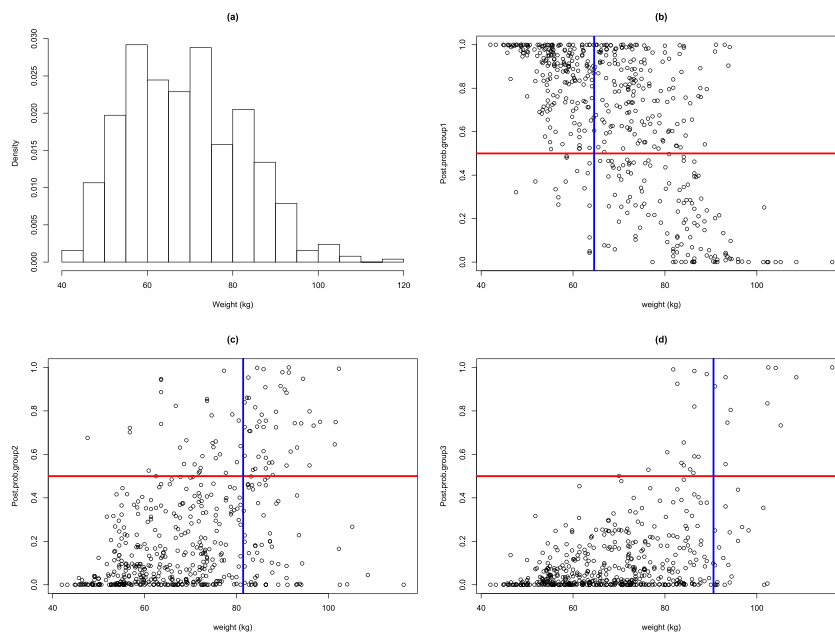 (a)
Density
0.000 0.005 0.010 0.015 0.020 0.025 0.030
40 60 80 100 120
Weight (kg)
(b)
Post.prob.group1
0.0 0.2 0.4 0.6 0.8 1.0
40 60 80 100
weight (kg)
(c)
Post.prob.group2
0.0 0.2 0.4 0.6 0.8 1.0
40 60 80 100
weight (kg)
(d)
Post.prob.group3
0.0 0.2 0.4 0.6 0.8 1.0
40 60 80 100
weight (kg)